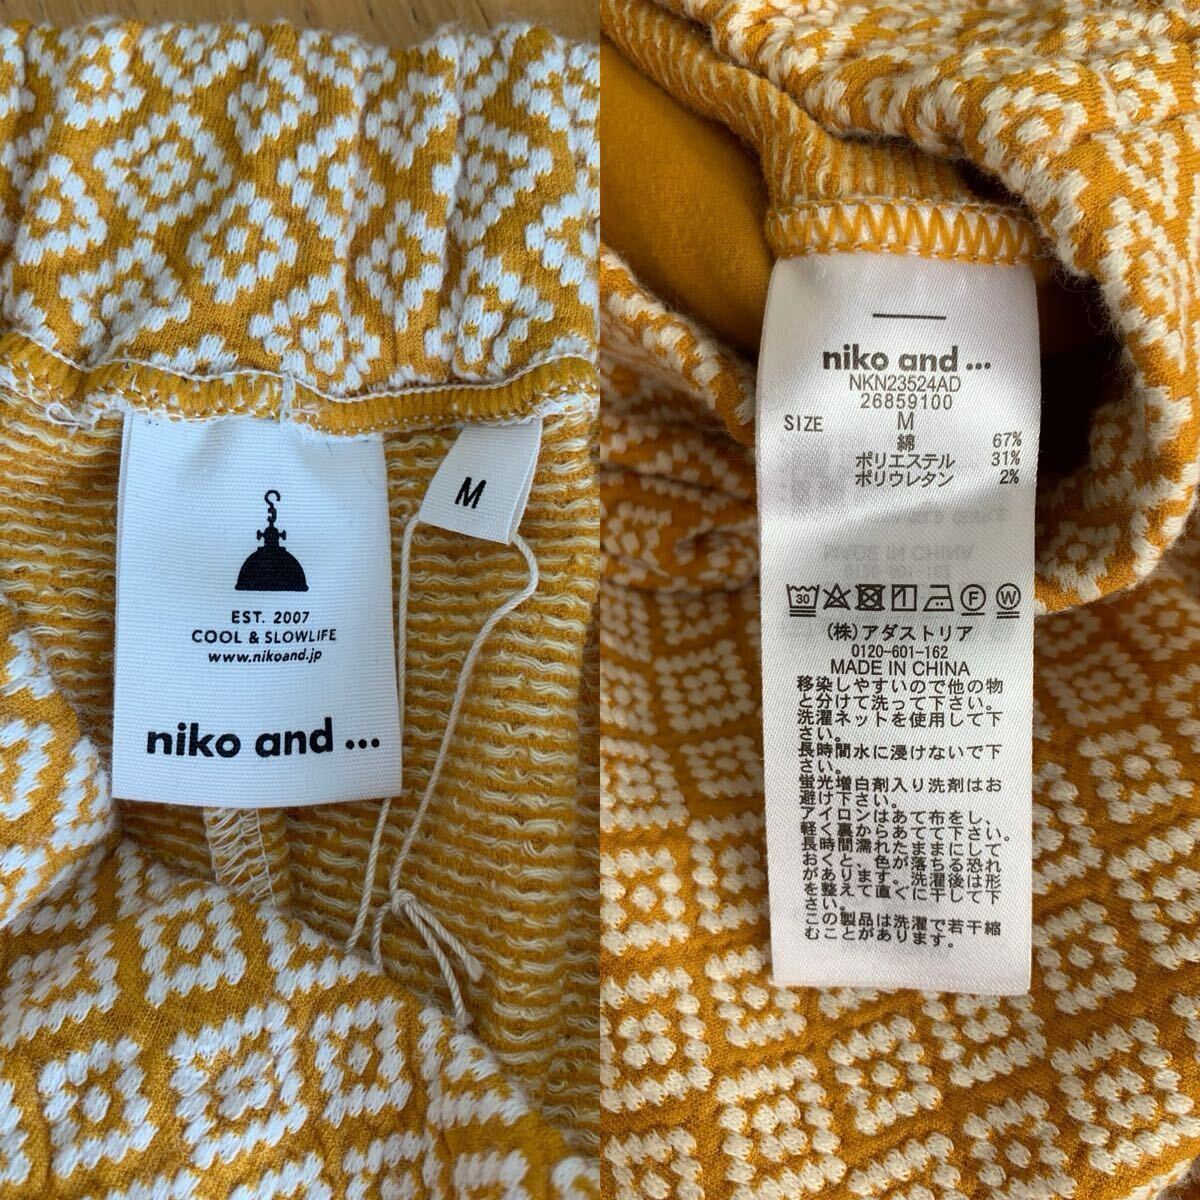 EST. 2007
COOL & SLOWLIFE
www.nikoand.jp
niko and ...
M
niko and ...
NKN23524AD
26859100
SIZE M
綿 67%
ポリエステル 31%
ポリウレタン 2%
30
F
W
(株)アダストリア
0120-601-162
MADE IN CHINA
移染しやすいので他の物
と分けて洗って下さい。
洗濯ネットを使用して下
さい。
長時間水に浸けないで下
さい。
蛍光増白剤入り洗剤はお
避け下さい。
アイロンはあて布をし、
軽く裏からあてて下さい。
長時間濡れたままにして
おくと、色が落ちる恐れ
があります。洗濯後は形
を整えて直ぐに干して下
さい。
この製品は洗濯で若干縮
むことがあります。